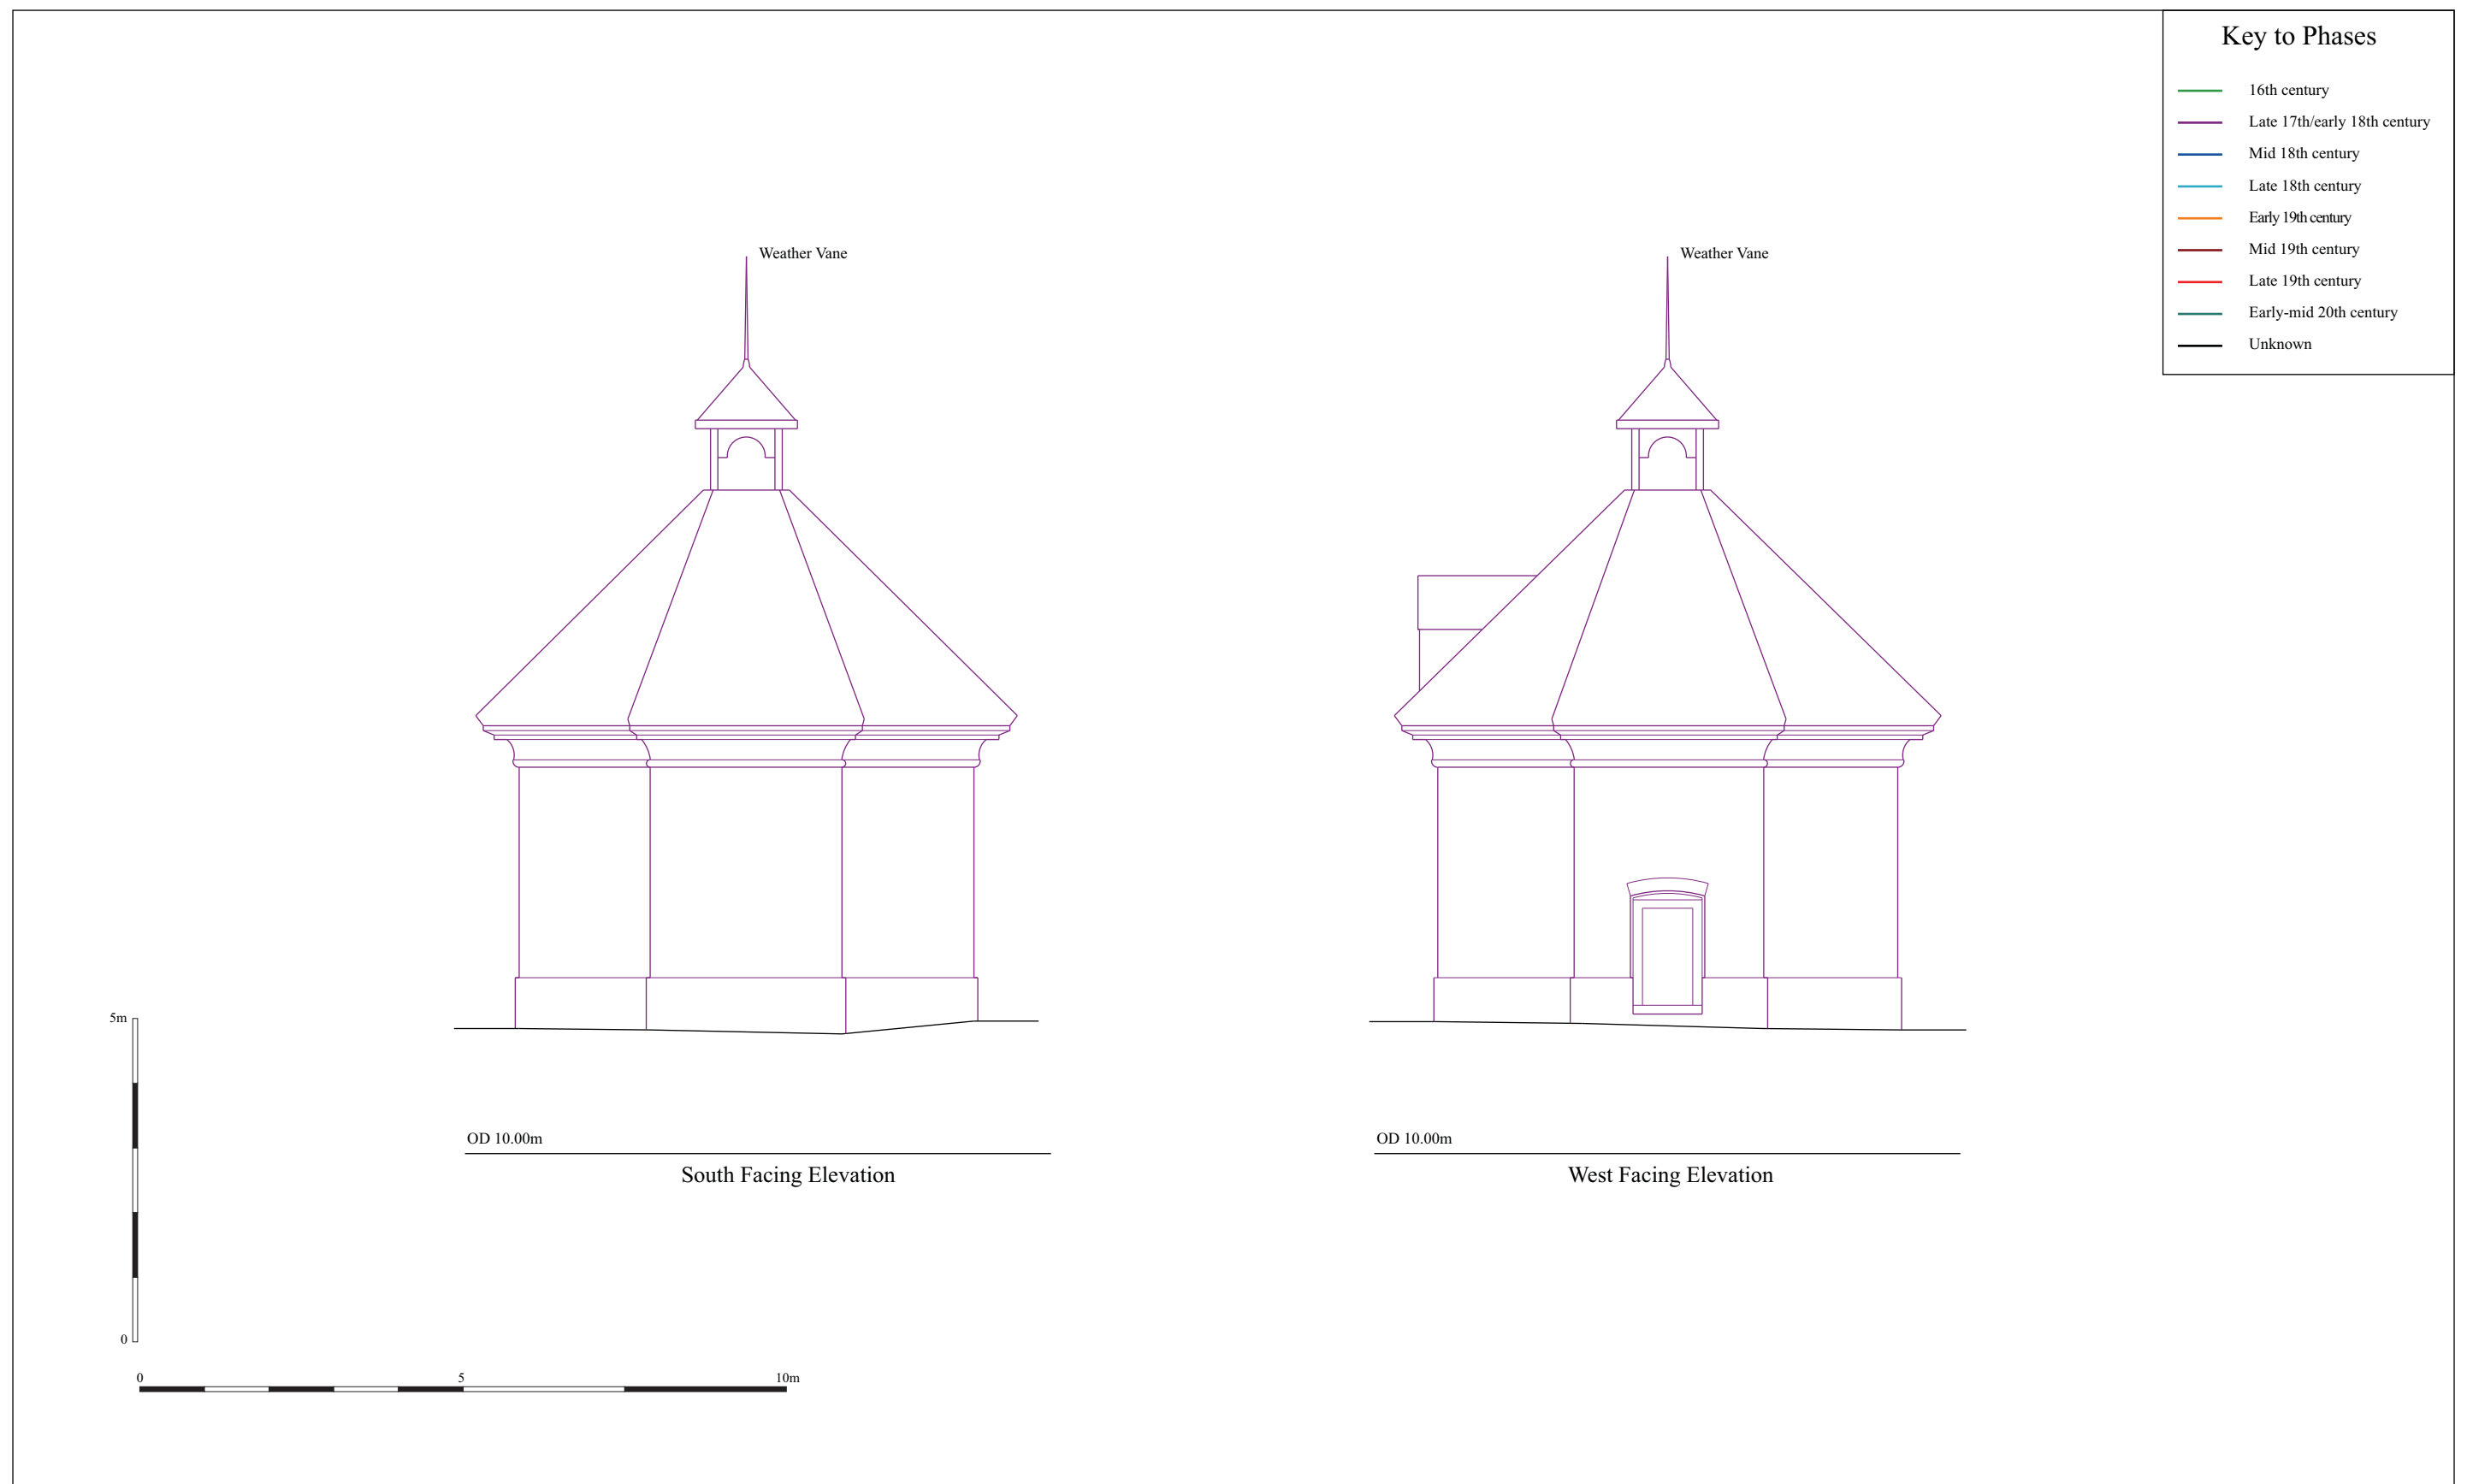 Key to Phases
16th century
Late 17th/early 18th century
Mid 18th century
Late 18th century
Early 19th century
Mid 19th century
Late 19th century
Early-mid 20th century
Unknown
Weather Vane
Weather Vane
5m
0
OD 10.00m
OD 10.00m
South Facing Elevation
West Facing Elevation
0 5 10m